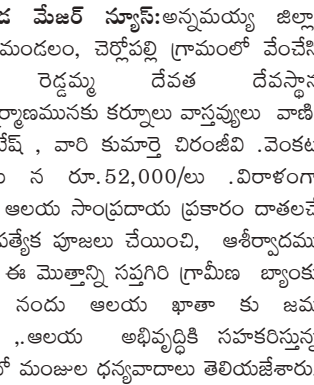 డ మేజర్ న్యూస్:అన్నమయ్య జిల్లా
మండలం, చెర్లోపల్లి గ్రామంలో వేంచేసి
రెడ్డమ్మ దేవత దేవస్థాన
ర్మాణమునకు కర్నూలు వాస్తవ్యులు వాణి
వేష్ , వారి కుమార్తె చిరంజీవి .వెంకట
న రూ.52,000/లు .విరాళంగా
ఆలయ సాంప్రదాయ ప్రకారం దాతలచే
ప్రత్యేక పూజలు చేయించి, ఆశీర్వాదము
ఈ మొత్తాన్ని సప్తగిరి గ్రామీణ బ్యాంకు
నందు ఆలయ ఖాతా కు జమ
,.ఆలయ అభివృద్ధికి సహకరిస్తున్న
మంజుల ధన్యవాదాలు తెలియజేశారు.